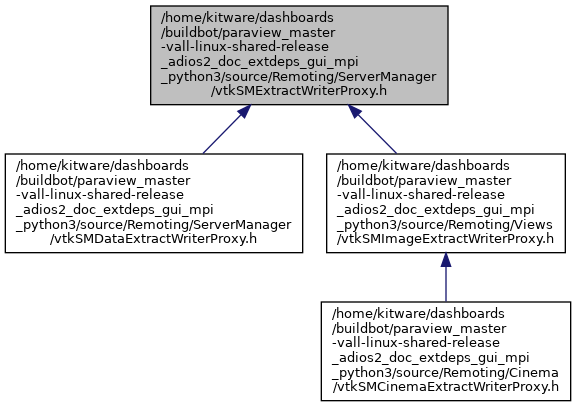 /home/kitware/dashboards
/buildbot/paraview_master
-vall-linux-shared-release
_adios2_doc_extdeps_gui_mpi
_python3/source/Remoting/ServerManager
/vtkSMExtractWriterProxy.h
/home/kitware/dashboards
/buildbot/paraview_master
-vall-linux-shared-release
_adios2_doc_extdeps_gui_mpi
_python3/source/Remoting/ServerManager
/vtkSMDataExtractWriterProxy.h
/home/kitware/dashboards
/buildbot/paraview_master
-vall-linux-shared-release
_adios2_doc_extdeps_gui_mpi
_python3/source/Remoting/Views
/vtkSMImageExtractWriterProxy.h
/home/kitware/dashboards
/buildbot/paraview_master
-vall-linux-shared-release
_adios2_doc_extdeps_gui_mpi
_python3/source/Remoting/Cinema
/vtkSMCinemaExtractWriterProxy.h